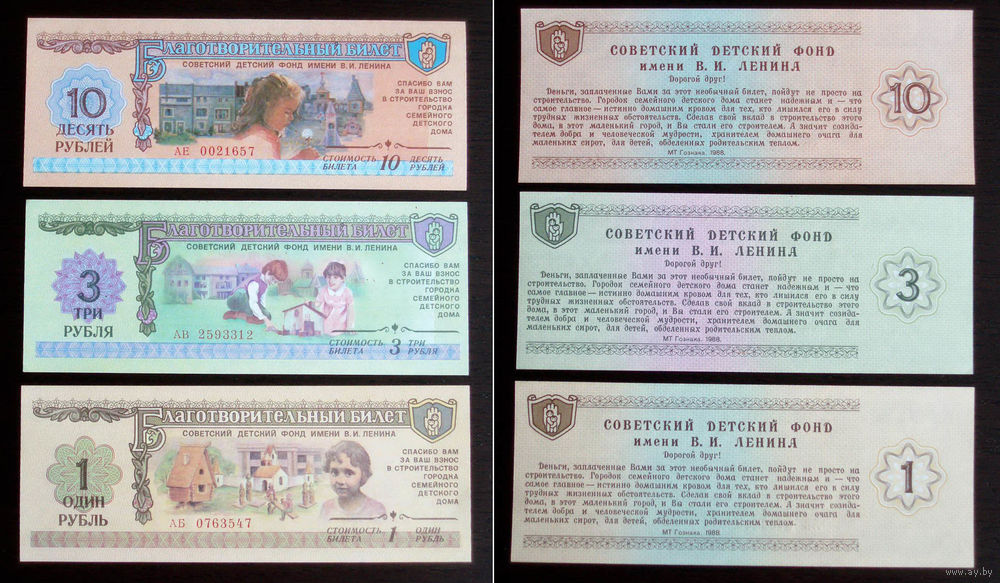 Благотворительный билет
СОВЕТСКИЙ ДЕТСКИЙ ФОНД ИМЕНИ В.И.ЛЕНИНА
10
ДЕСЯТЬ
РУБЛЕЙ
СПАСИБО ВАМ
ЗА ВАШ ВЗНОС
В СТРОИТЕЛЬСТВО
ГОРОДКА
СЕМЕЙНОГО
ДЕТСКОГО
ДОМА
АЕ 0021657
СТОИМОСТЬ
БИЛЕТА
10
ДЕСЯТЬ
РУБЛЕЙ
Благотворительный билет
СОВЕТСКИЙ ДЕТСКИЙ ФОНД ИМЕНИ В.И.ЛЕНИНА
3
ТРИ
РУБЛЯ
СПАСИБО ВАМ
ЗА ВАШ ВЗНОС
В СТРОИТЕЛЬСТВО
ГОРОДКА
СЕМЕЙНОГО
ДЕТСКОГО
ДОМА
АВ 2593312
СТОИМОСТЬ
БИЛЕТА
3
ТРИ
РУБЛЯ
Благотворительный билет
СОВЕТСКИЙ ДЕТСКИЙ ФОНД ИМЕНИ В.И.ЛЕНИНА
1
ОДИН
РУБЛЬ
СПАСИБО ВАМ
ЗА ВАШ ВЗНОС
В СТРОИТЕЛЬСТВО
ГОРОДКА
СЕМЕЙНОГО
ДЕТСКОГО
ДОМА
АБ 0763547
СТОИМОСТЬ
БИЛЕТА
1
ОДИН
РУБЛЬ
СОВЕТСКИЙ ДЕТСКИЙ ФОНД
имени В. И. ЛЕНИНА
Дорогой друг!
Деньги, заплаченные Вами за этот необычный билет, пойдут не просто на
строительство. Городок семейного детского дома станет надежным и — что
самое главное — истинно домашним кровом для тех, кто лишился его в силу
трудных жизненных обстоятельств. Сделав свой вклад в строительство этого
дома, в этот маленький город, и Вы стали его строителем. А значит созида-
телем добра и человеческой мудрости, хранителем домашнего очага для
маленьких сирот, для детей, обделенных родительским теплом.
МТ Гознака. 1988.
10
СОВЕТСКИЙ ДЕТСКИЙ ФОНД
имени В. И. ЛЕНИНА
Дорогой друг!
Деньги, заплаченные Вами за этот необычный билет, пойдут не просто на
строительство. Городок семейного детского дома станет надежным и — что
самое главное — истинно домашним кровом для тех, кто лишился его в силу
трудных жизненных обстоятельств. Сделав свой вклад в строительство этого
дома, в этот маленький город, и Вы стали его строителем. А значит созида-
телем добра и человеческой мудрости, хранителем домашнего очага для
маленьких сирот, для детей, обделенных родительским теплом.
МТ Гознака. 1988.
3
СОВЕТСКИЙ ДЕТСКИЙ ФОНД
имени В. И. ЛЕНИНА
Дорогой друг!
Деньги, заплаченные Вами за этот необычный билет, пойдут не просто на
строительство. Городок семейного детского дома станет надежным и — что
самое главное — истинно домашним кровом для тех, кто лишился его в силу
трудных жизненных обстоятельств. Сделав свой вклад в строительство этого
дома, в этот маленький город, и Вы стали его строителем. А значит созида-
телем добра и человеческой мудрости, хранителем домашнего очага для
маленьких сирот, для детей, обделенных родительским теплом.
МТ Гознака. 1988.
1
www.ay.by